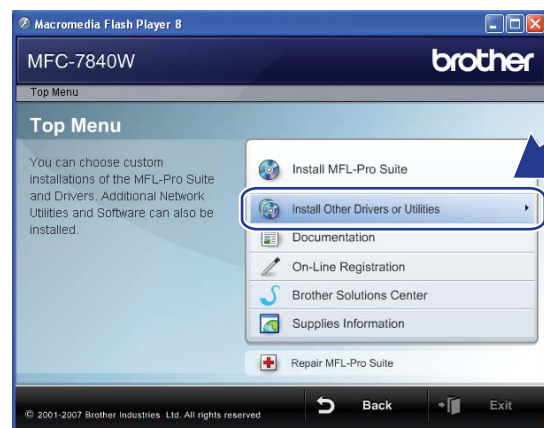 Macromedia Flash Player 8
MFC-7840W
brother
Top Menu
Top Menu
You can choose custom
installations of the MFL-Pro Suite
and Drivers. Additional Network
Utilities and Software can also be
installed.
Install MFL-Pro Suite
Install Other Drivers or Utilities
Documentation
On-Line Registration
Brother Solutions Center
Supplies Information
Repair MFL-Pro Suite
© 2001-2007 Brother Industries Ltd. All rights reserved
Back
Exit